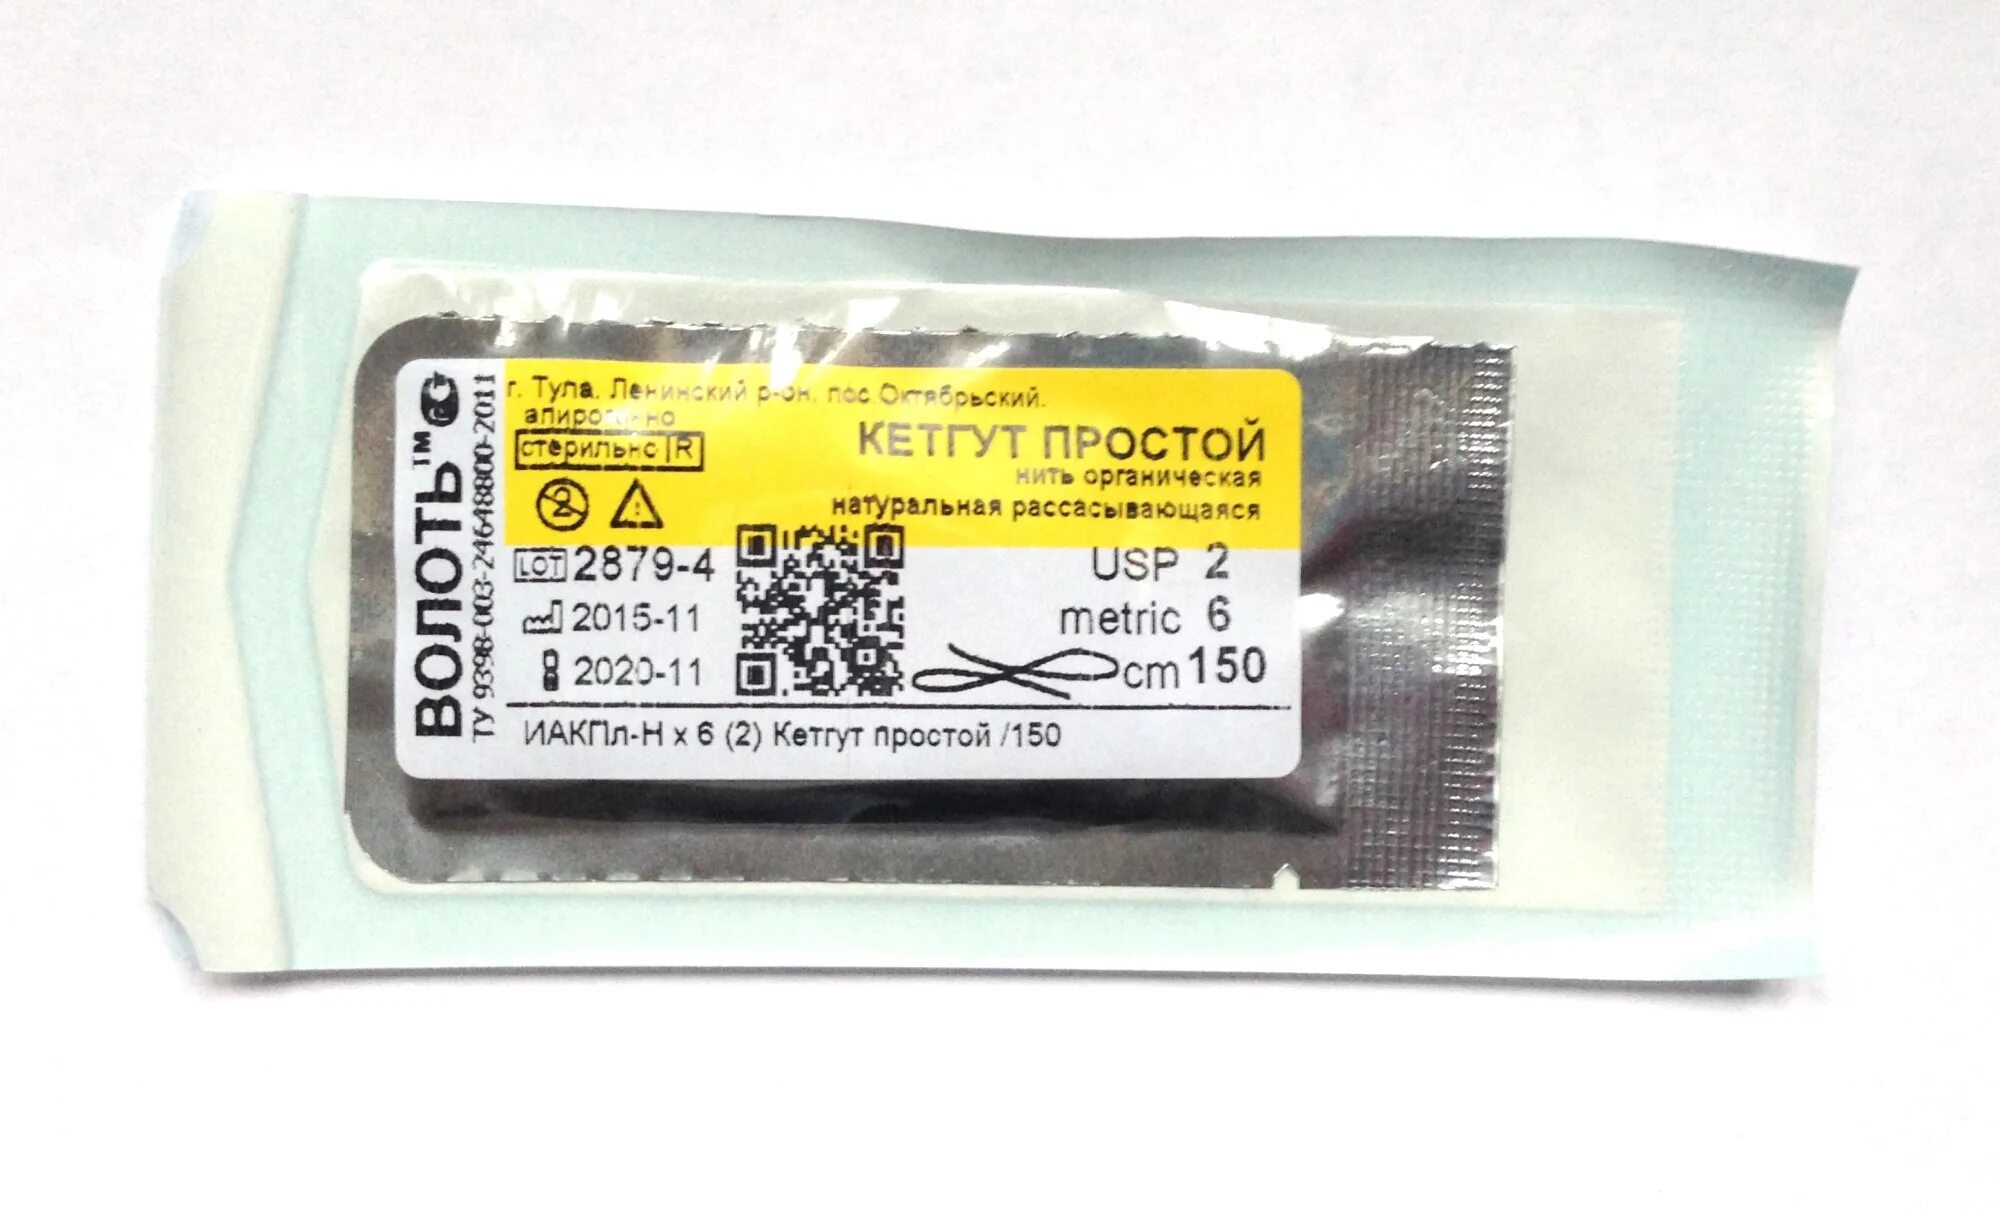 ВОЛОТЬ™
ТУ 9398-003-24648800-2011
г. Тула, Ленинский р-он, пос.Октябрьский.
апирогенно
стерильно R
КЕТГУТ ПРОСТОЙ
нить органическая
натуральная рассасывающаяся
2
LOT 2879-4
2015-11
2020-11
USP 2
metric 6
cm 150
ИАКПл-Н х 6 (2) Кетгут простой /150